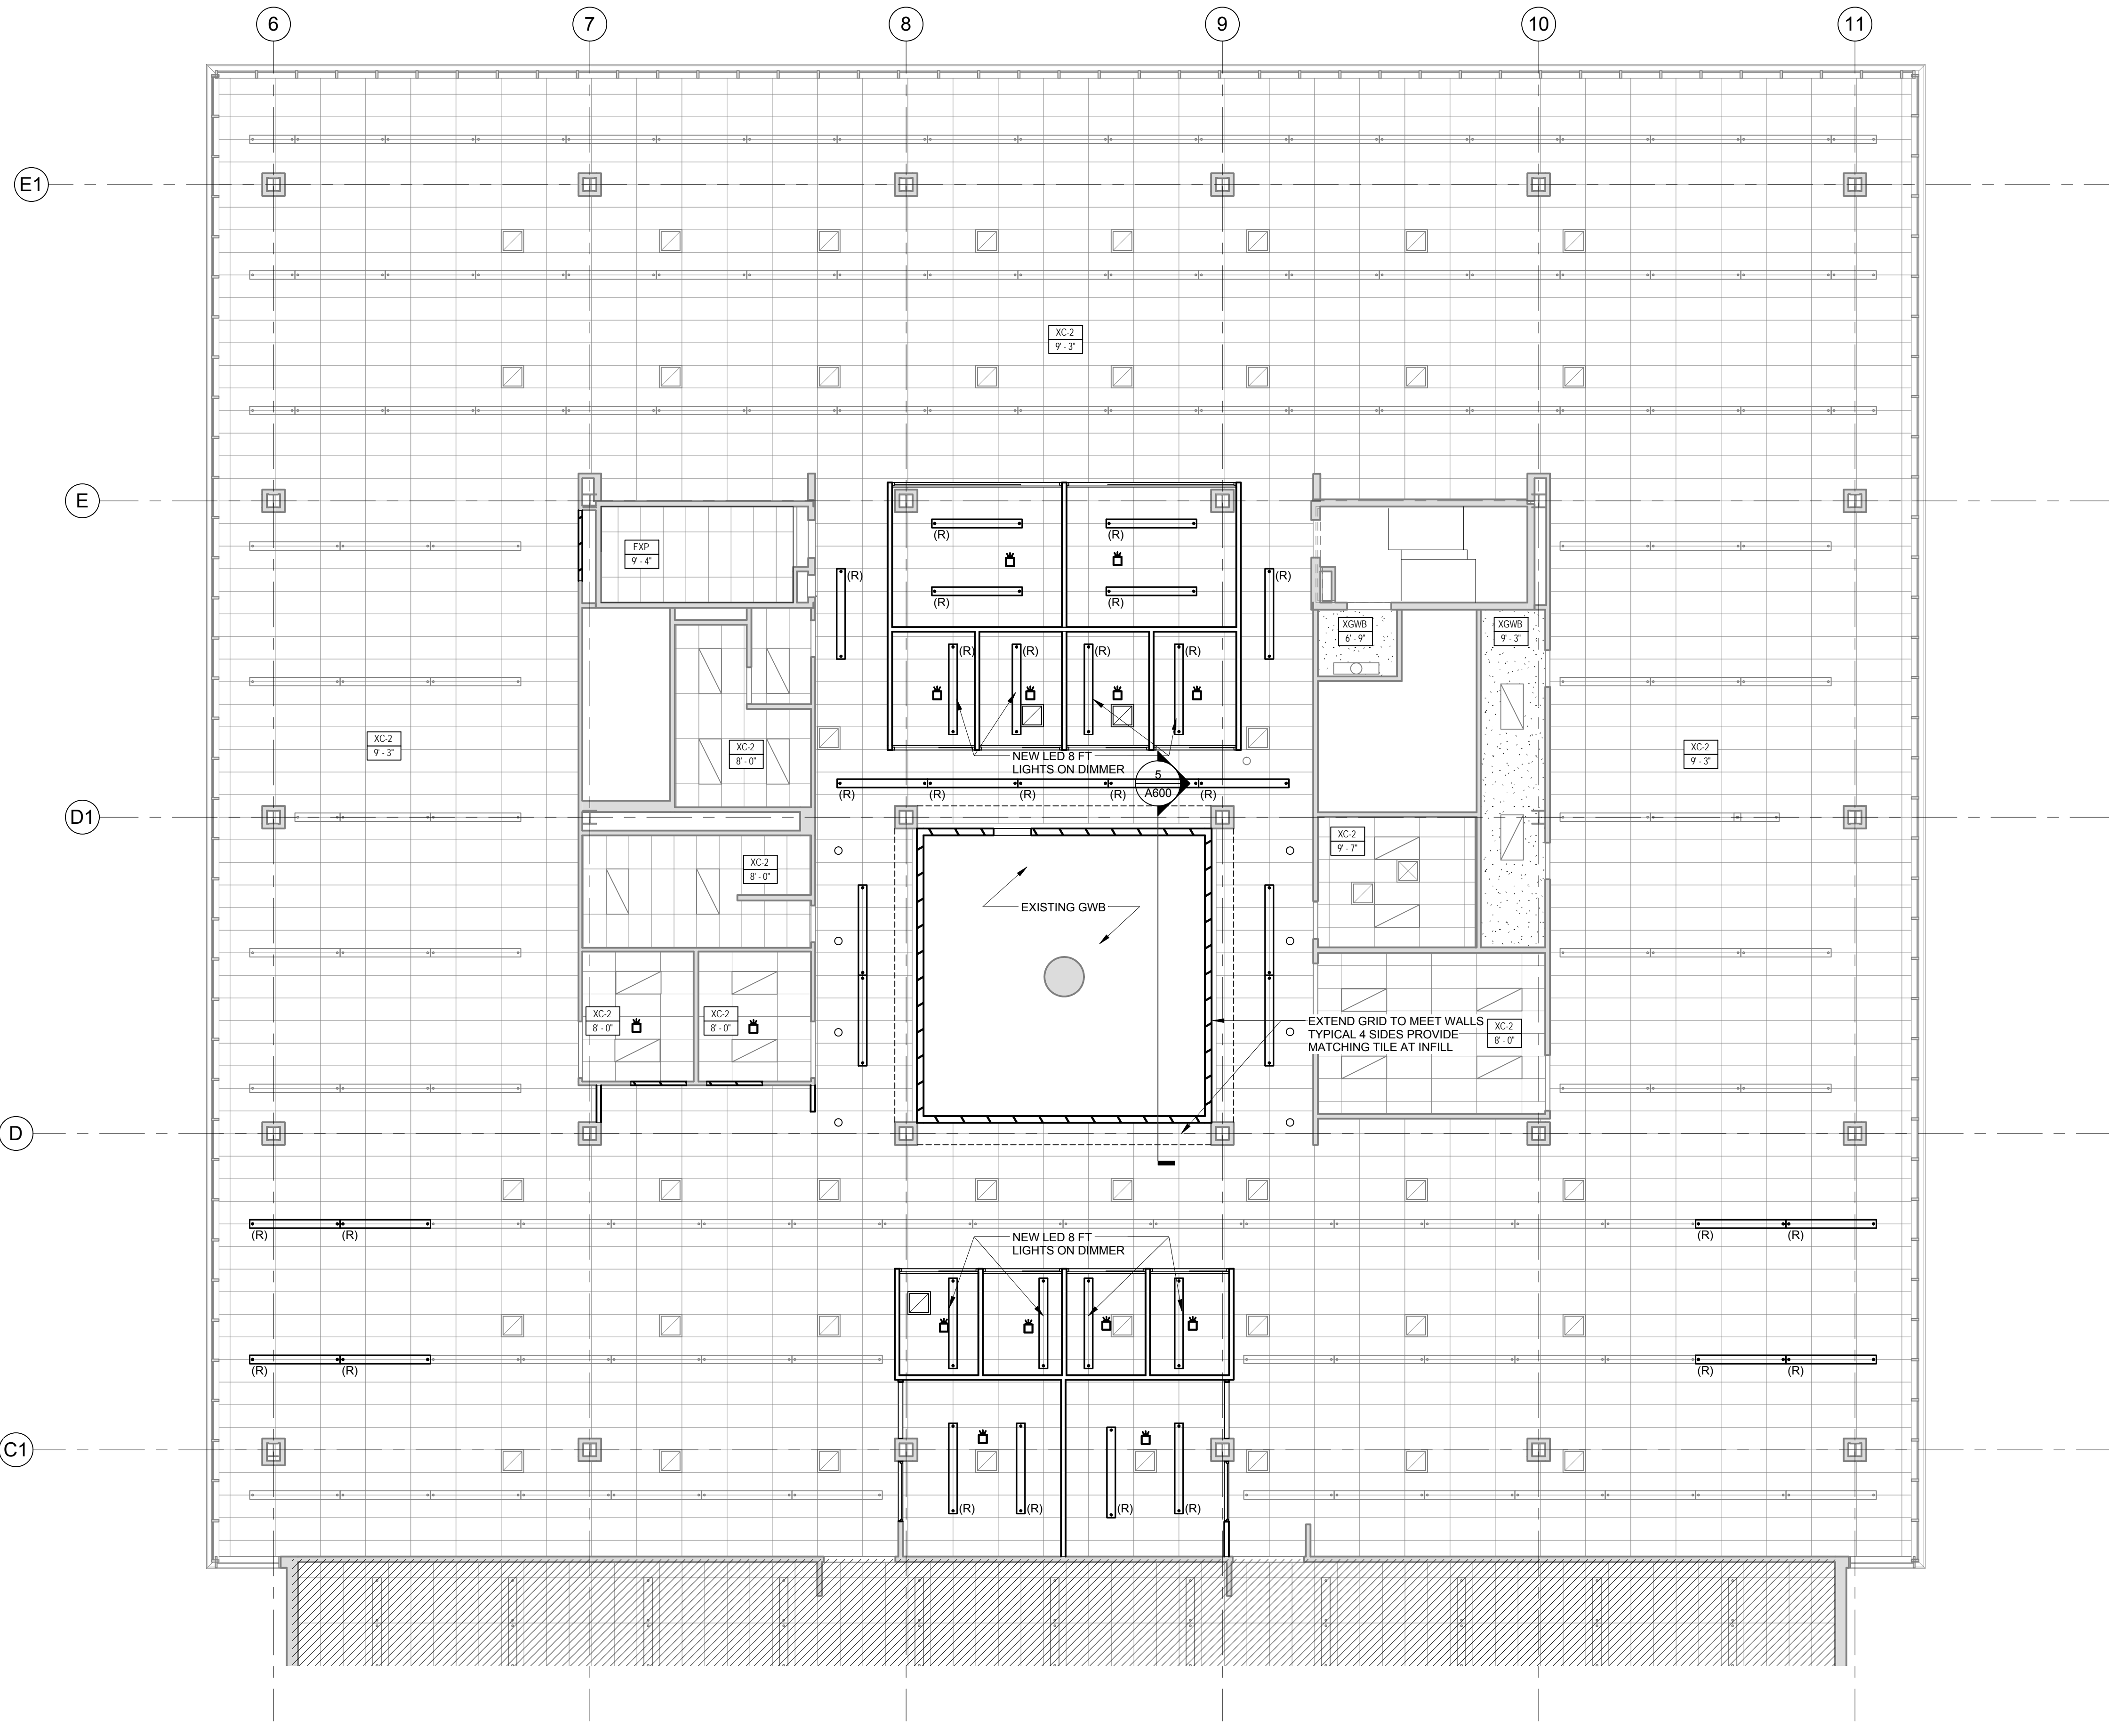 6
7
8
9
10
11
E1
XC-2
9' - 3"
E
EXP
9' - 4"
(R)
(R)
(R)
(R)
(R)
(R)
XGWB
6' - 9"
XGWB
9' - 3"
(R)
(R)
(R)
(R)
XC-2
9' - 3"
XC-2
8' - 0"
XC-2
9' - 3"
NEW LED 8 FT
LIGHTS ON DIMMER
5
A600
(R)
(R)
(R)
(R)
(R)
D1
XC-2
9' - 7"
XC-2
8' - 0"
EXISTING GWB
XC-2
8' - 0"
XC-2
8' - 0"
EXTEND GRID TO MEET WALLS
TYPICAL 4 SIDES PROVIDE
MATCHING TILE AT INFILL
XC-2
8' - 0"
D
(R)
(R)
(R)
(R)
NEW LED 8 FT
LIGHTS ON DIMMER
(R)
(R)
(R)
(R)
C1
(R)
(R)
(R)
(R)